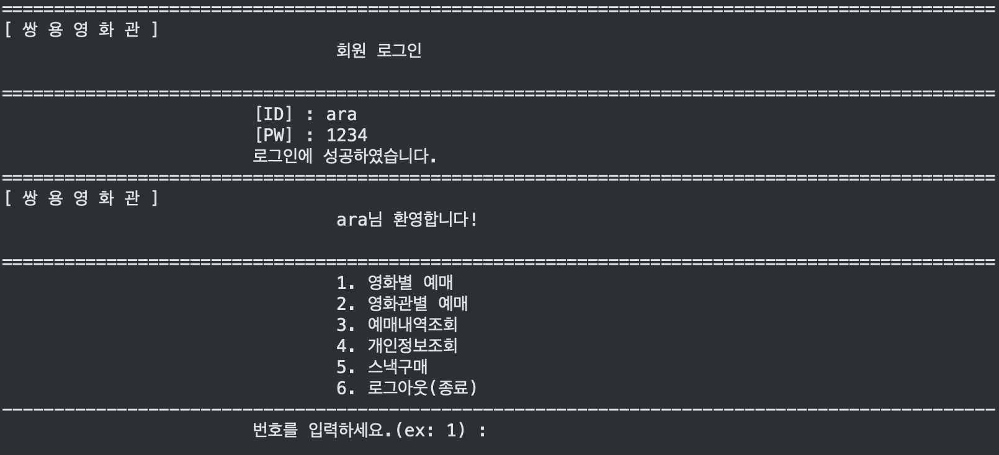 ===============================================================================================
[ 쌍 용 영 화 관 ]
회원 로그인
===============================================================================================
[ID] : ara
[PW] : 1234
로그인에 성공하였습니다.
===============================================================================================
[ 쌍 용 영 화 관 ]
ara님 환영합니다!
===============================================================================================
1. 영화별 예매
2. 영화관별 예매
3. 예매내역조회
4. 개인정보조회
5. 스낵구매
6. 로그아웃(종료)
-----------------------------------------------------------------------------------------------
번호를 입력하세요.(ex: 1) :